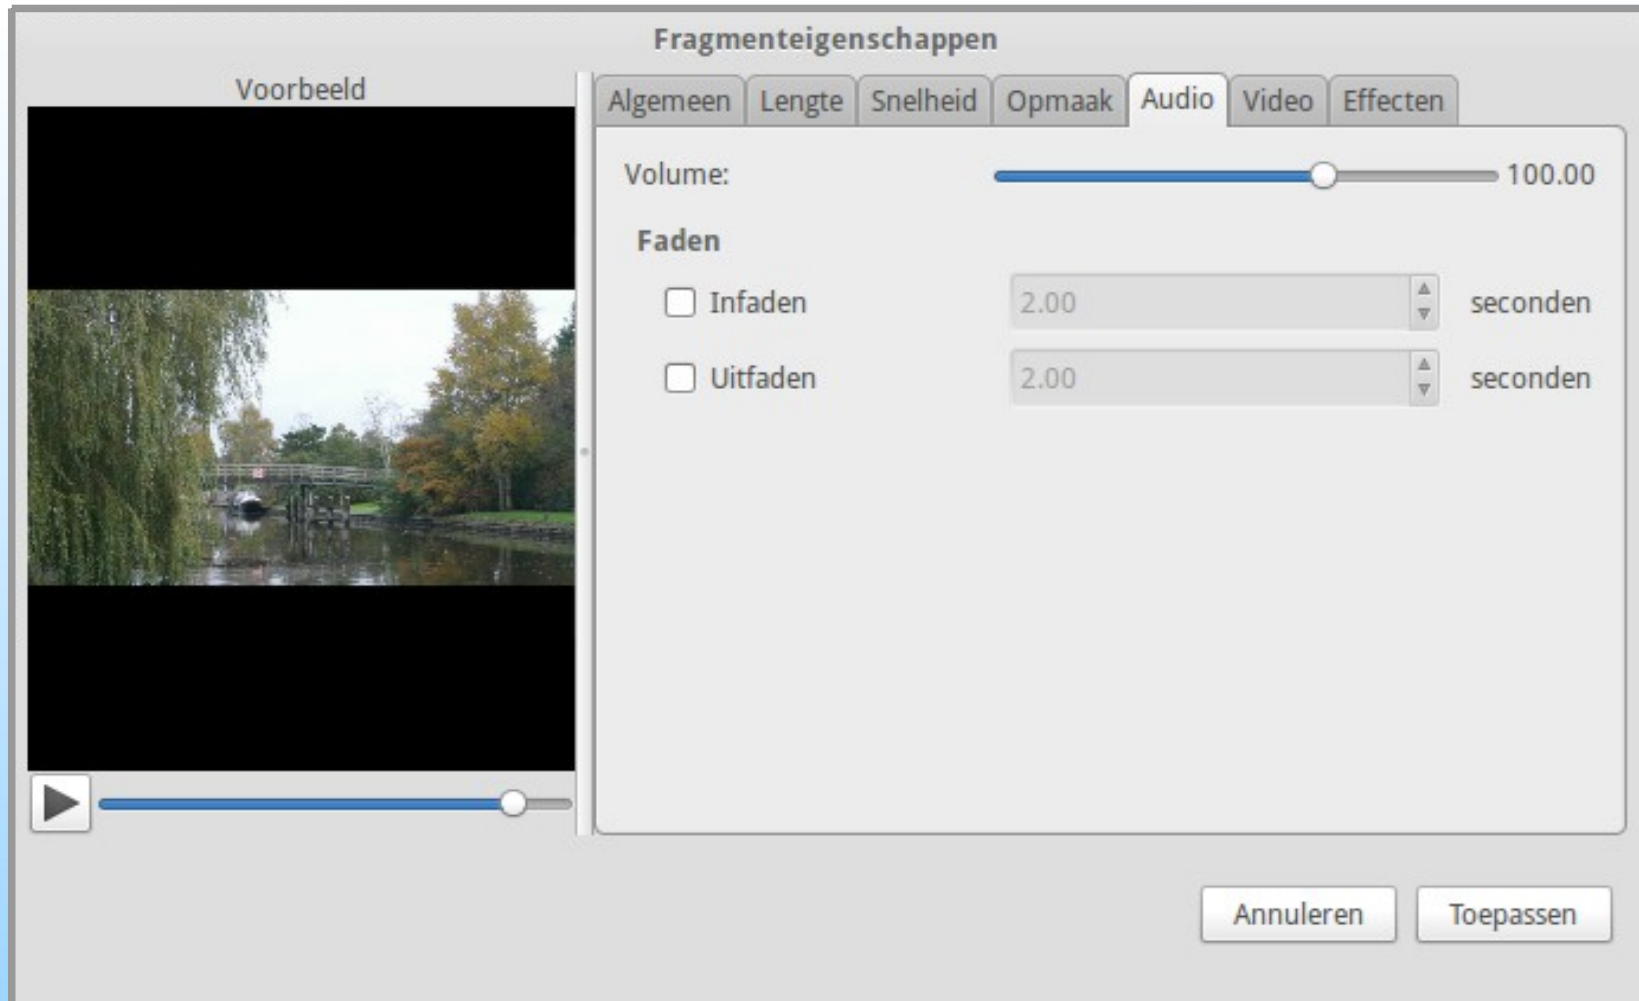 Fragmenteigenschappen
Voorbeeld
Algemeen Lengte Snelheid Opmaak Audio Video Effecten
Volume: 100.00
Faden
Infaden 2.00 seconden
Uitfaden 2.00 seconden
Annuleren Toepassen